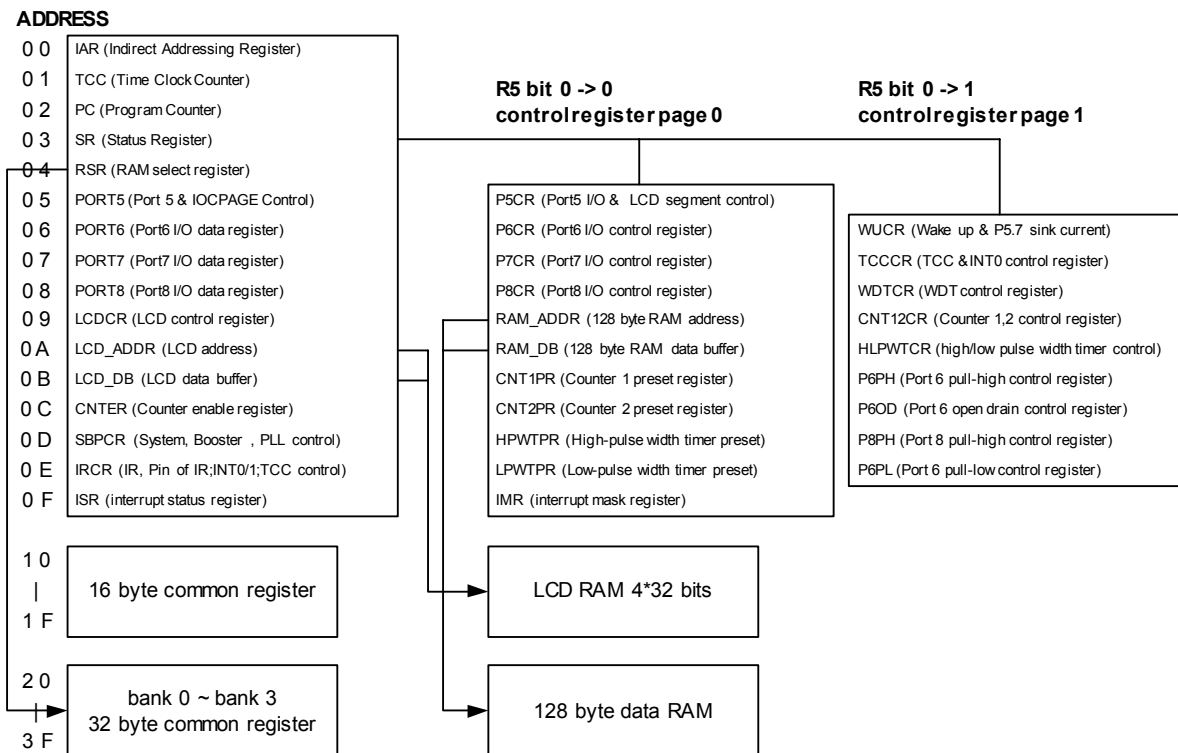 ADDRESS
0 0 IAR (Indirect Addressing Register)
0 1 TCC (Time Clock Counter)
0 2 PC (Program Counter)
0 3 SR (Status Register)
0 4 RSR (RAM select register)
0 5 PORT5 (Port 5 & IOCPAGE Control)
0 6 PORT6 (Port6 I/O data register)
0 7 PORT7 (Port7 I/O data register)
0 8 PORT8 (Port8 I/O data register)
0 9 LCDCR (LCD control register)
0 A LCD_ADDR (LCD address)
0 B LCD_DB (LCD data buffer)
0 C CNTER (Counter enable register)
0 D SBPCR (System, Booster , PLL control)
0 E IRCR (IR, Pin of IR;INT0/1;TCC control)
0 F ISR (interrupt status register)
R5 bit 0 -> 0
control register page 0
P5CR (Port5 I/O & LCD segment control)
P6CR (Port6 I/O control register)
P7CR (Port7 I/O control register)
P8CR (Port8 I/O control register)
RAM_ADDR (128 byte RAM address)
RAM_DB (128 byte RAM data buffer)
CNT1PR (Counter 1 preset register)
CNT2PR (Counter 2 preset register)
HPWTPR (High-pulse width timer preset)
LPWTPR (Low-pulse width timer preset)
IMR (interrupt mask register)
R5 bit 0 -> 1
control register page 1
WUCR (Wake up & P5.7 sink current)
TCCCR (TCC & INT0 control register)
WDTCR (WDT control register)
CNT12CR (Counter 1,2 control register)
HLPWTCR (high/low pulse width timer control)
P6PH (Port 6 pull-high control register)
P6OD (Port 6 open drain control register)
P8PH (Port 8 pull-high control register)
P6PL (Port 6 pull-low control register)
1 0
|
1 F
16 byte common register
LCD RAM 4*32 bits
2 0
|
3 F
bank 0 ~ bank 3
32 byte common register
128 byte data RAM